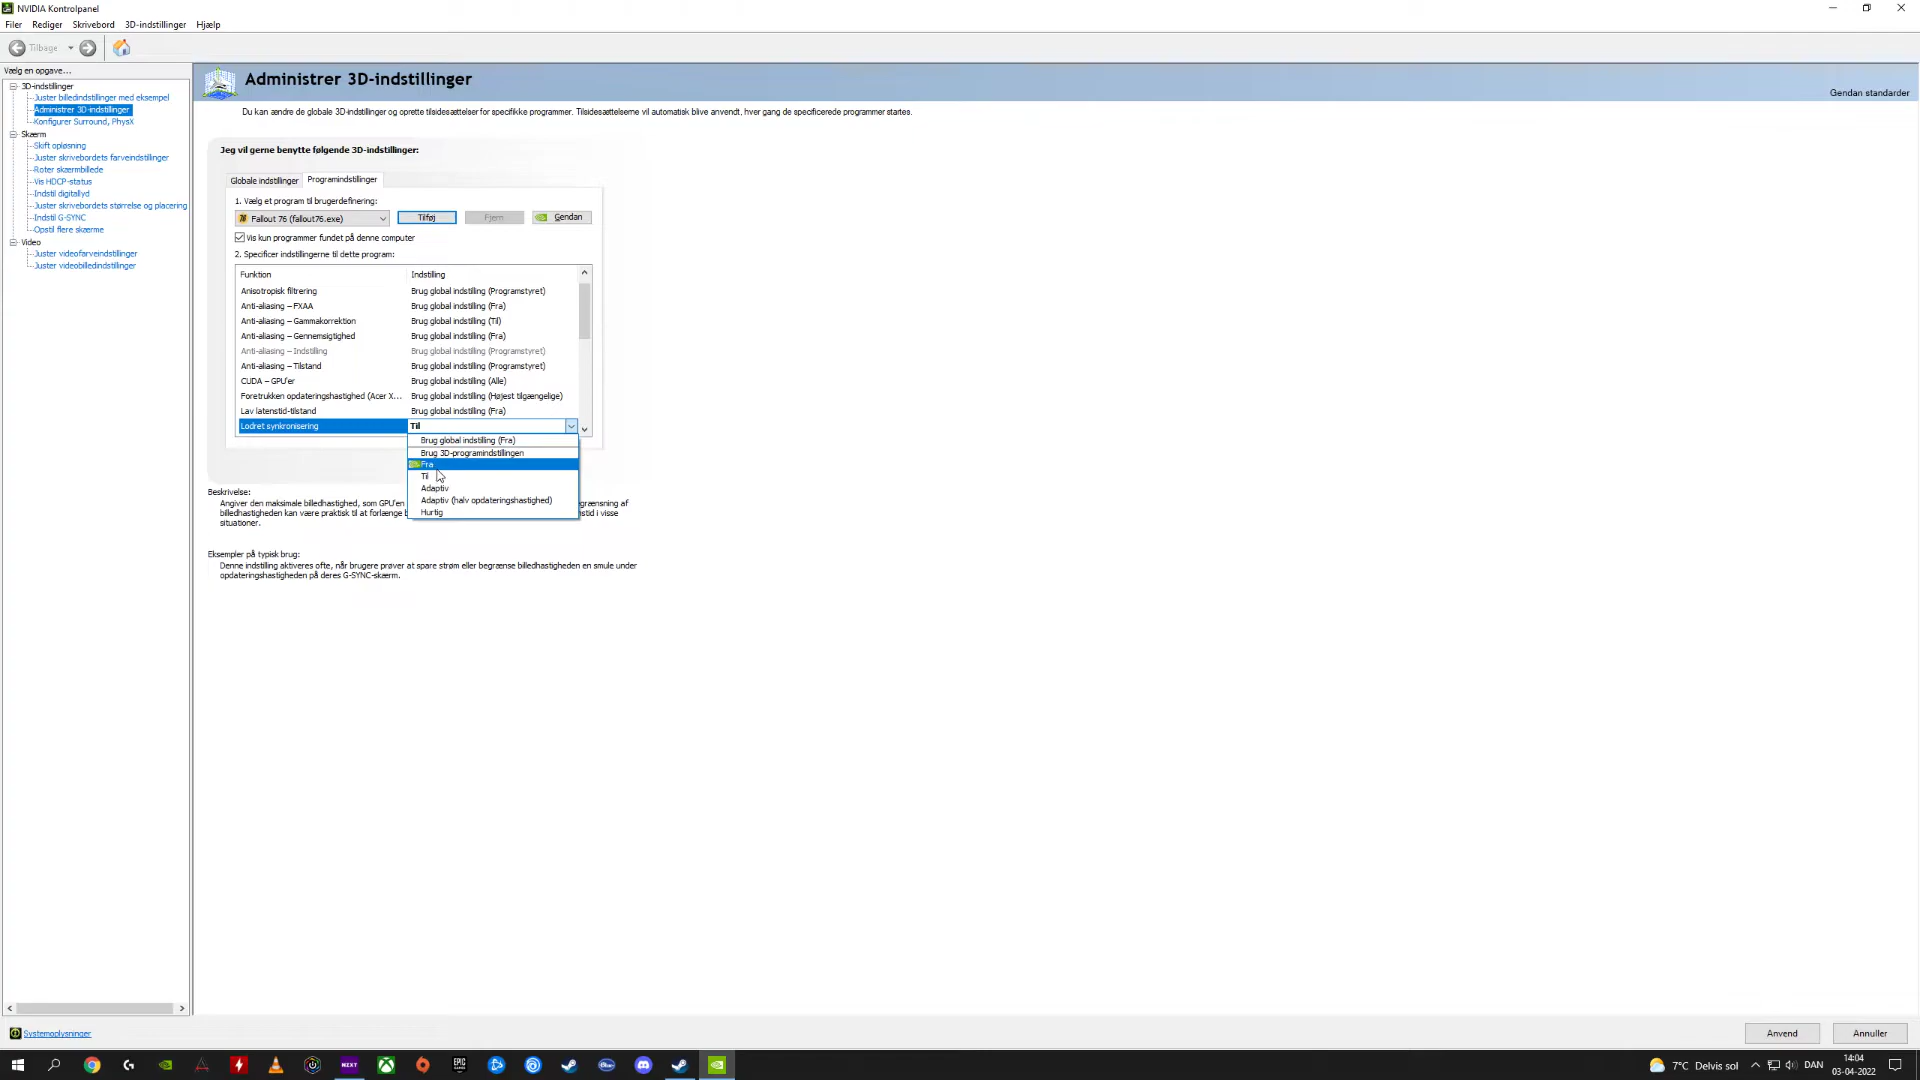 NVIDIA Kontrolpanel
Filer Rediger Skrivebord 3D-indstillinger Hjælp
Tilbage
Vælg en opgave...
3D-indstillinger
Juster billedindstillinger med eksempel
Administrer 3D-indstillinger
Konfigurer Surround, PhysX
Skærm
Skift opløsning
Juster skrivebordets farveindstillinger
Roter skærmbillede
Vis HDCP-status
Indstil digitallyd
Juster skrivebordets størrelse og placering
Indstil G-SYNC
Opstil flere skærme
Video
Juster videofarveindstillinger
Juster videobilledindstillinger
Administrer 3D-indstillinger
Gendan standarder
Du kan ændre de globale 3D-indstillinger og oprette tilsidesættelser for specifikke programmer. Tilsidesættelserne vil automatisk blive anvendt, hver gang de specificerede programmer startes.
Jeg vil gerne benytte følgende 3D-indstillinger:
Globale indstillinger Programindstillinger
1. Vælg et program til brugerdefinering:
Fallout 76 (fallout76.exe) Tilføj Fjern Gendan
Vis kun programmer fundet på denne computer
2. Specificer indstillingerne til dette program:
Funktion Indstilling
Anisotropisk filtrering Brug global indstilling (Programstyret)
Anti-aliasing – FXAA Brug global indstilling (Fra)
Anti-aliasing – Gammakorrektion Brug global indstilling (Til)
Anti-aliasing – Gennemsigtighed Brug global indstilling (Fra)
Anti-aliasing – Indstilling Brug global indstilling (Programstyret)
Anti-aliasing – Tilstand Brug global indstilling (Programstyret)
CUDA – GPU'er Brug global indstilling (Alle)
Foretrukken opdateringshastighed (Acer X... Brug global indstilling (Højest tilgængelige)
Lav latenstid-tilstand Brug global indstilling (Fra)
Lodret synkronisering Til
Brug global indstilling (Fra)
Brug 3D-programindstillingen
Fra
Til
Adaptiv
Adaptiv (halv opdateringshastighed)
Hurtig
Beskrivelse:
Angiver den maksimale billedhastighed, som GPU'en
billedhastigheden kan være praktisk til at forlænge
situationer.
Eksempler på typisk brug:
Denne indstilling aktiveres ofte, når brugere prøver at spare strøm eller begrænse billedhastigheden en smule under
opdateringshastigheden på deres G-SYNC-skærm.
Systemoplysninger
Anvend Annuller
NEXT
EPIC GAMES
7°C Delvis sol DAN
14:04
03-04-2022